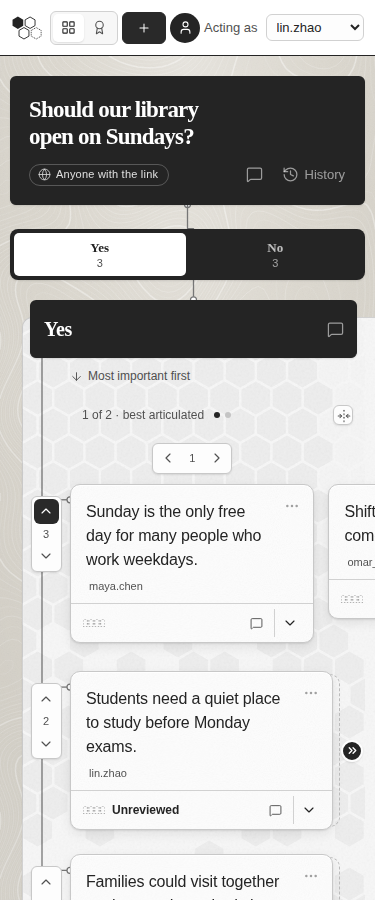 Acting as
lin.zhao
Should our library
open on Sundays?
Anyone with the link
History
Yes
3
No
3
Yes
Most important first
1 of 2 · best articulated
1
Sunday is the only free
day for many people who
work weekdays.
maya.chen
3
Shift
com
omar_
Students need a quiet place
to study before Monday
exams.
lin.zhao
2
Unreviewed
Families could visit together